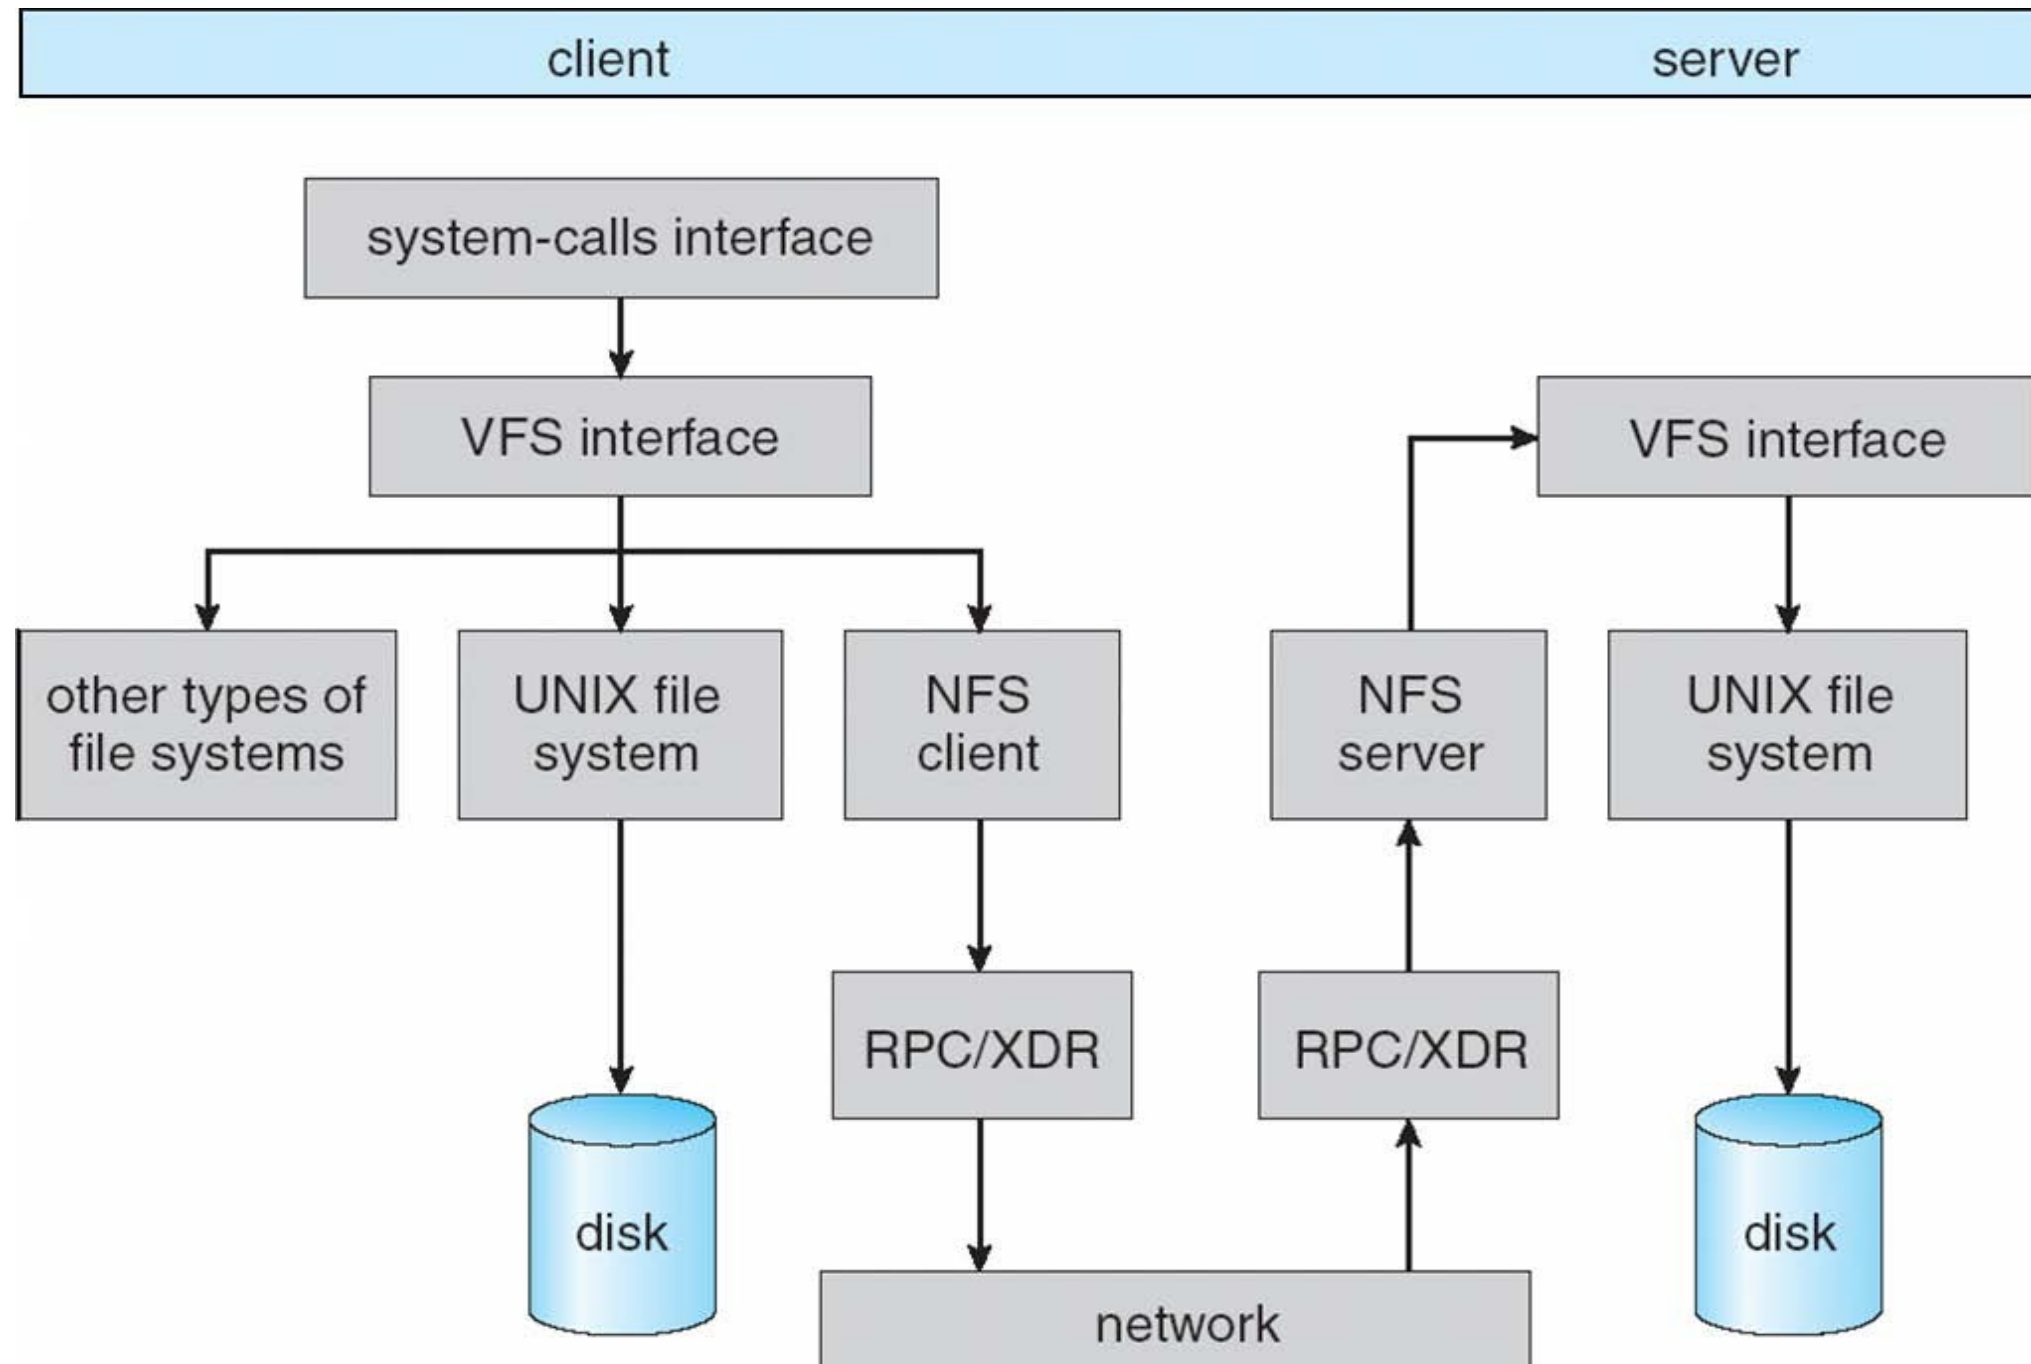 client
server
system-calls interface
VFS interface
VFS interface
other types of
file systems
UNIX file
system
NFS
client
NFS
server
UNIX file
system
RPC/XDR
RPC/XDR
disk
disk
network